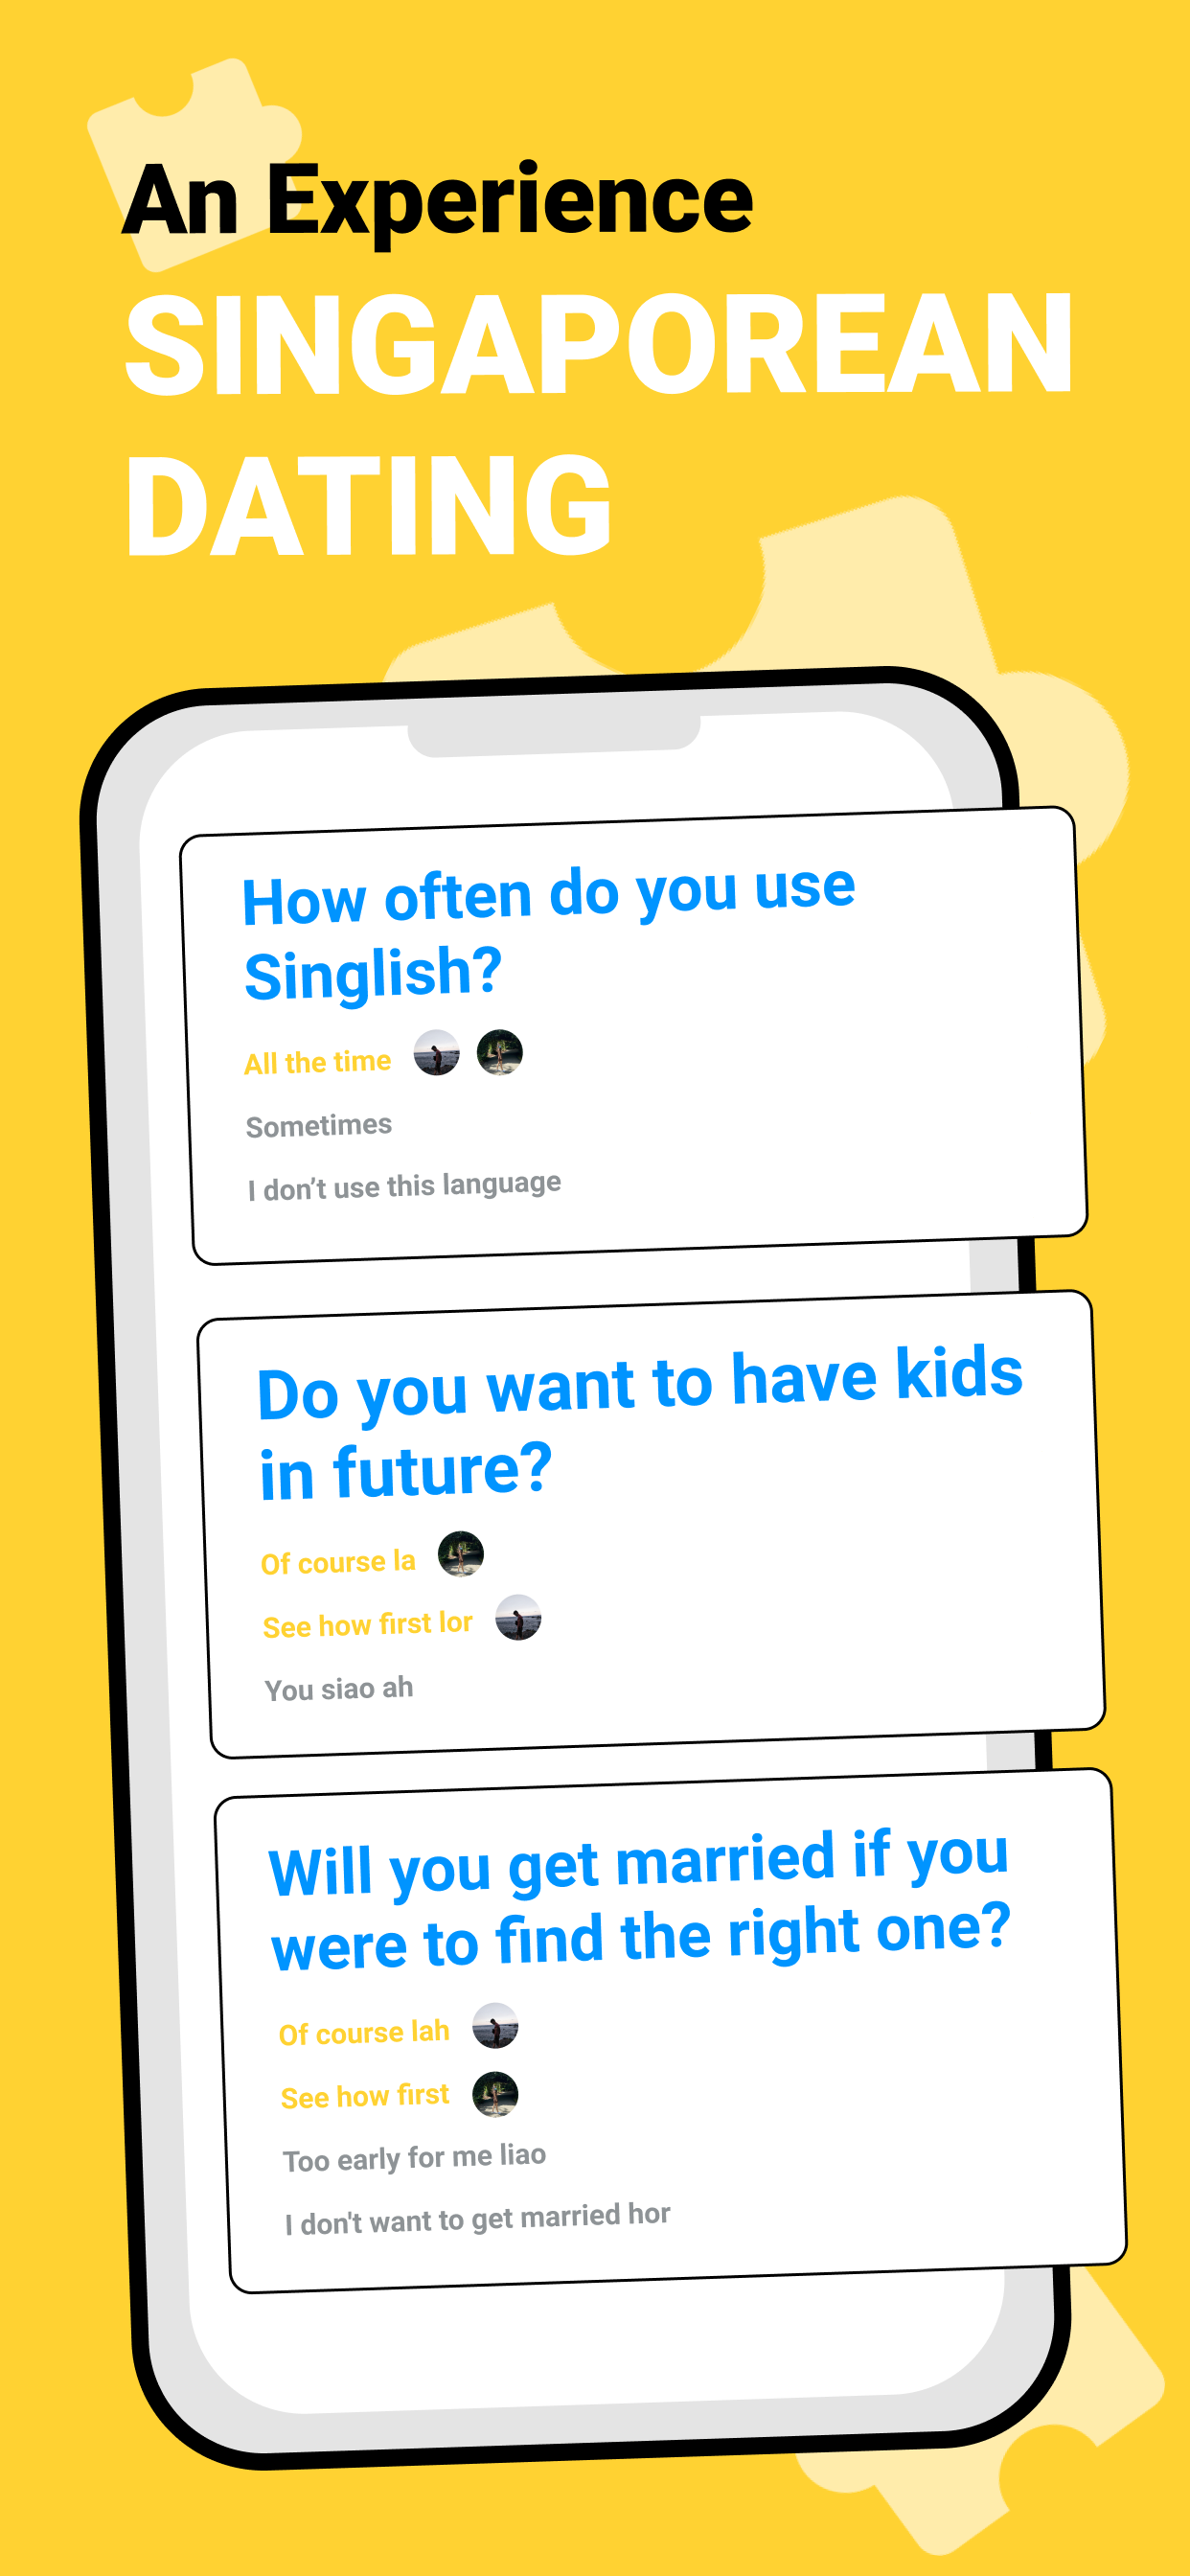 An Experience
SINGAPOREAN
DATING
How often do you use
Singlish?
All the time
Sometimes
I don’t use this language
Do you want to have kids
in future?
Of course la
See how first lor
You siao ah
Will you get married if you
were to find the right one?
Of course lah
See how first
Too early for me liao
I don't want to get married hor